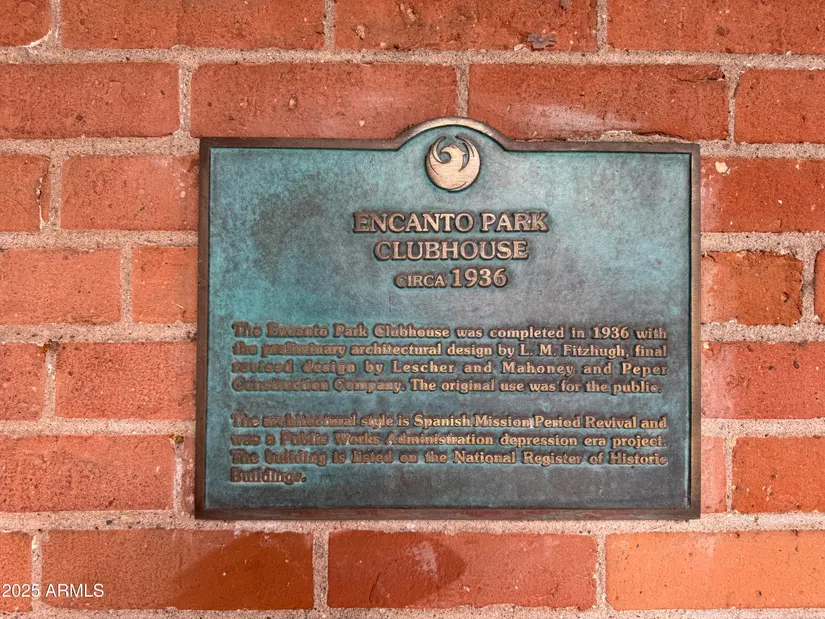 ENCANTO PARK
CLUBHOUSE
CIRCA 1936
The Encanto Park Clubhouse was completed in 1936 with
the preliminary architectural design by L. M. Fitzhugh, final
revised design by Lescher and Mahoney and Peper
Construction Company. The original use was for the public.
The architectural style is Spanish Mission Period Revival and
was a Public Works Administration depression era project.
The building is listed on the National Register of Historic
Buildings.
2025 ARMLS